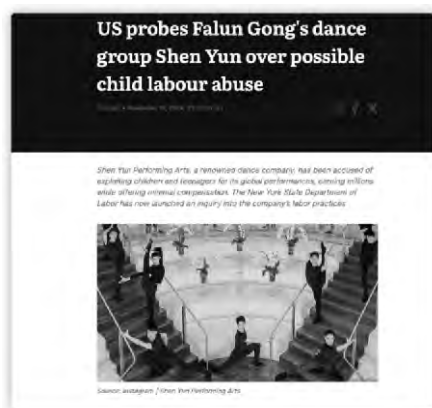 US probes Falun Gong's dance
group Shen Yun over possible
child labour abuse
Shen Yun Performing Arts, a renowned dance company, has been accused of
exploiting children and teenagers for its global performances, earning millions
while offering minimal compensation. The New York State Department of
Labor has now launched an inquiry into the company's labor practices
Source: Instagram / Shen Yun Performing Arts